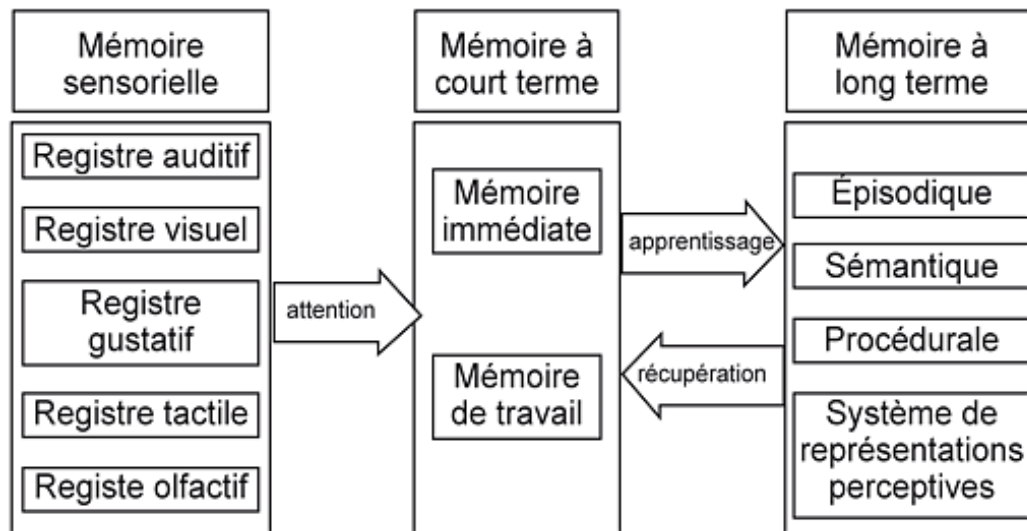 Mémoire
sensorielle
Registre auditif
Registre visuel
Registre
gustatif
Registre tactile
Registe olfactif
attention
Mémoire à
court terme
Mémoire
immédiate
Mémoire
de travail
apprentissage
récupération
Mémoire à
long terme
Épisodique
Sémantique
Procédurale
Système de
représentations
perceptives